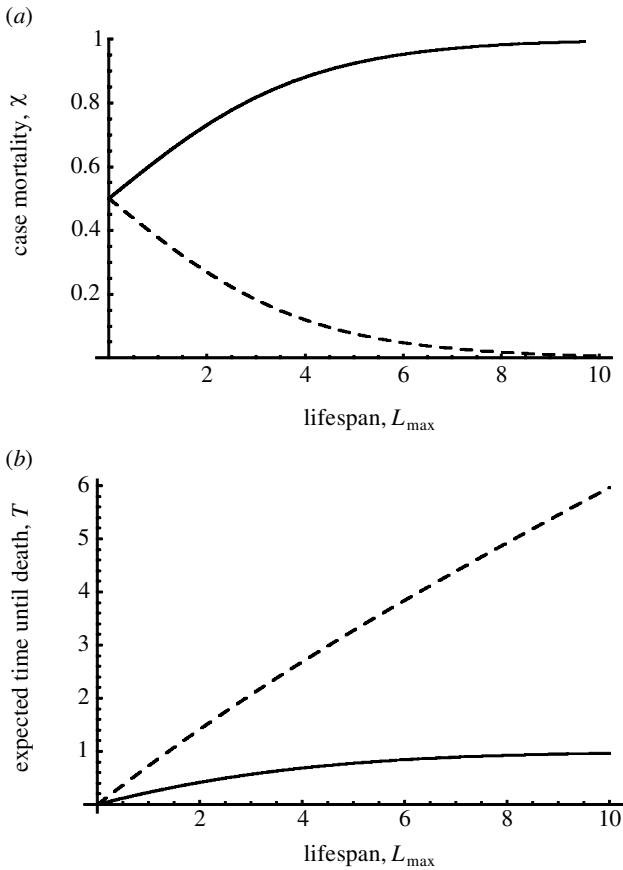 (a)
1
0.8
0.6
0.4
0.2
case mortality, χ
2 4 6 8 10
lifespan, L_max
(b)
6
5
4
3
2
1
expected time until death, T
2 4 6 8 10
lifespan, L_max